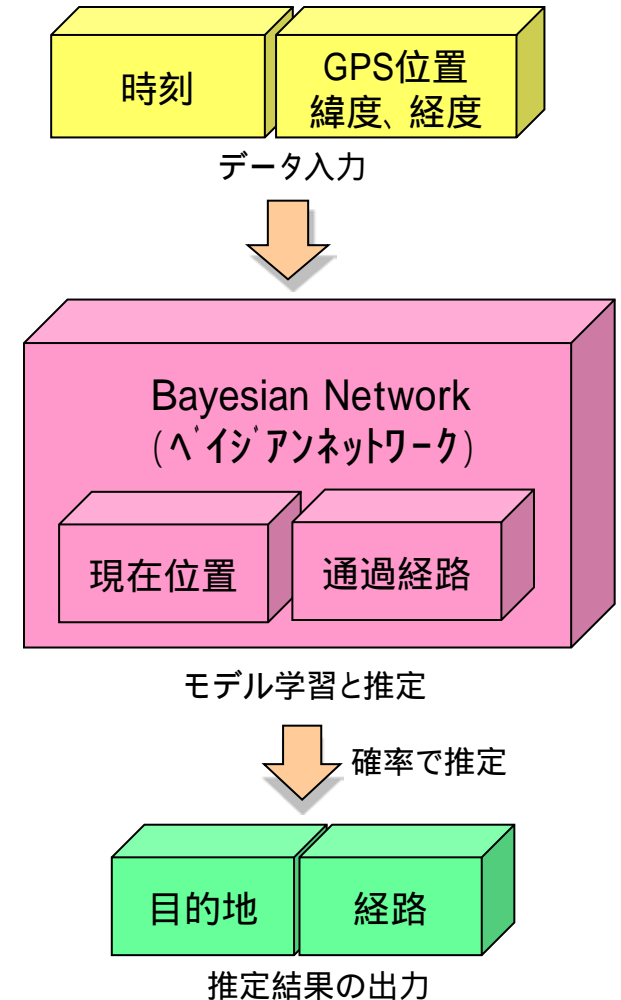 時刻
GPS位置
緯度、経度
データ入力
Bayesian Network
(ﾍﾞｲｼﾞｱﾝﾈｯﾄﾜｰｸ)
現在位置
通過経路
モデル学習と推定
確率で推定
目的地
経路
推定結果の出力